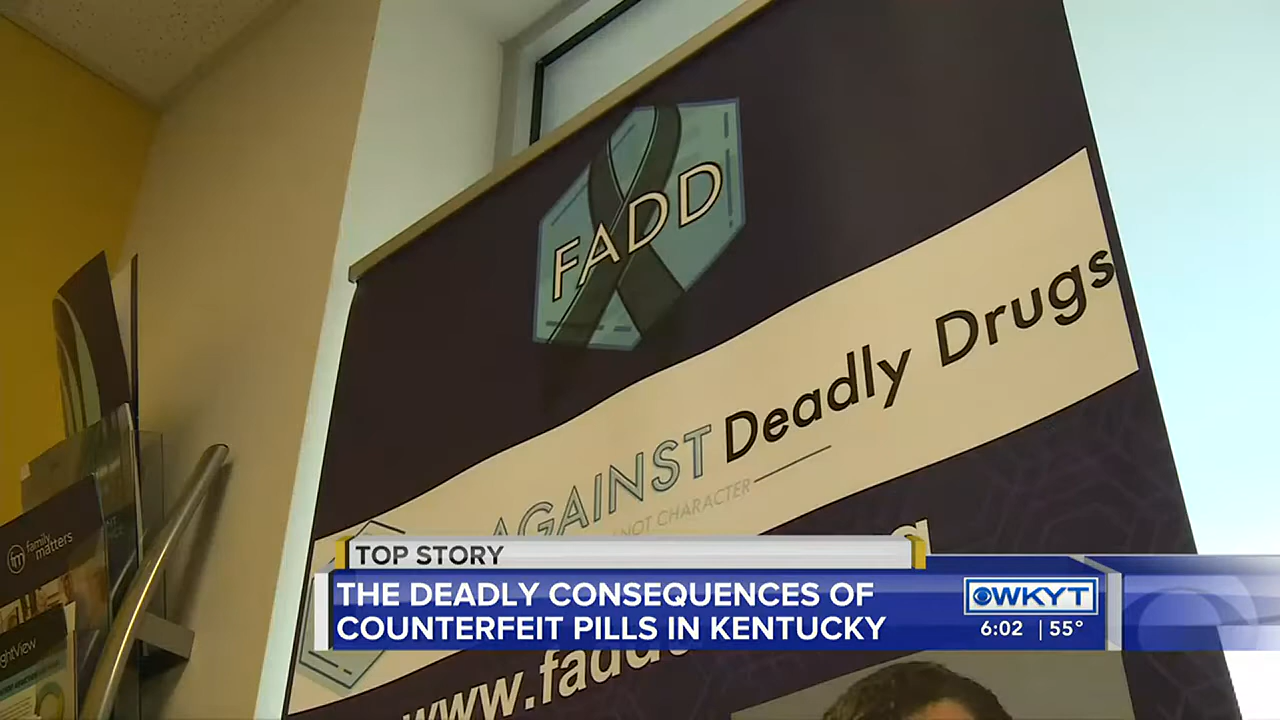 FADD
AGAINST Deadly Drugs
NOT CHARACTER
family
matters
TOP STORY
THE DEADLY CONSEQUENCES OF
COUNTERFEIT PILLS IN KENTUCKY
WKYT
6:02 | 55°